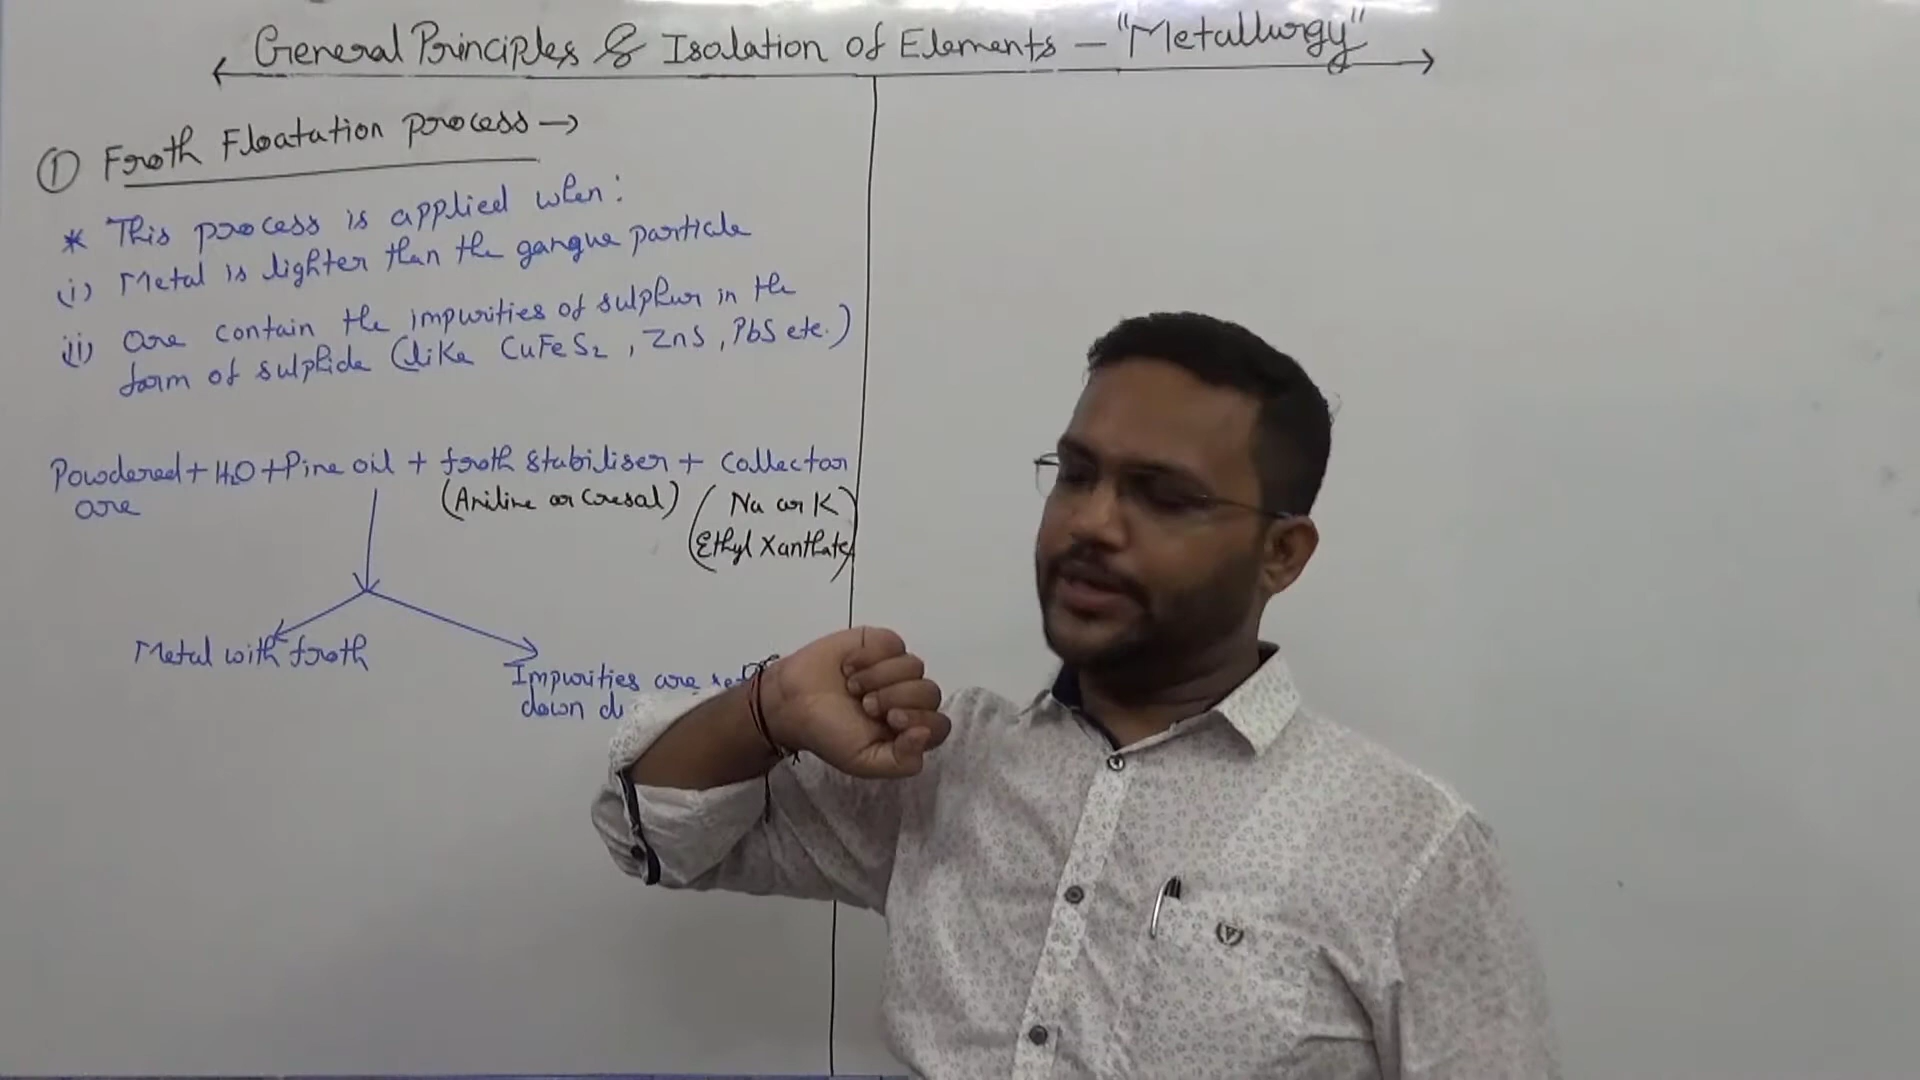 General Principles & Isolation of Elements — "Metallurgy"
① Froth Floatation process →
* This process is applied when:
(i) Metal is lighter than the gangue particle
(ii) Ore contain the impurities of sulphur in the
form of sulphide (like CuFeS₂, ZnS, PbS etc.)
Powdered + H₂O + Pine oil + froth stabiliser + Collector
ore
(Aniline or Cresol) (Na or K
Ethyl Xanthate)
Metal with froth
Impurities are
down